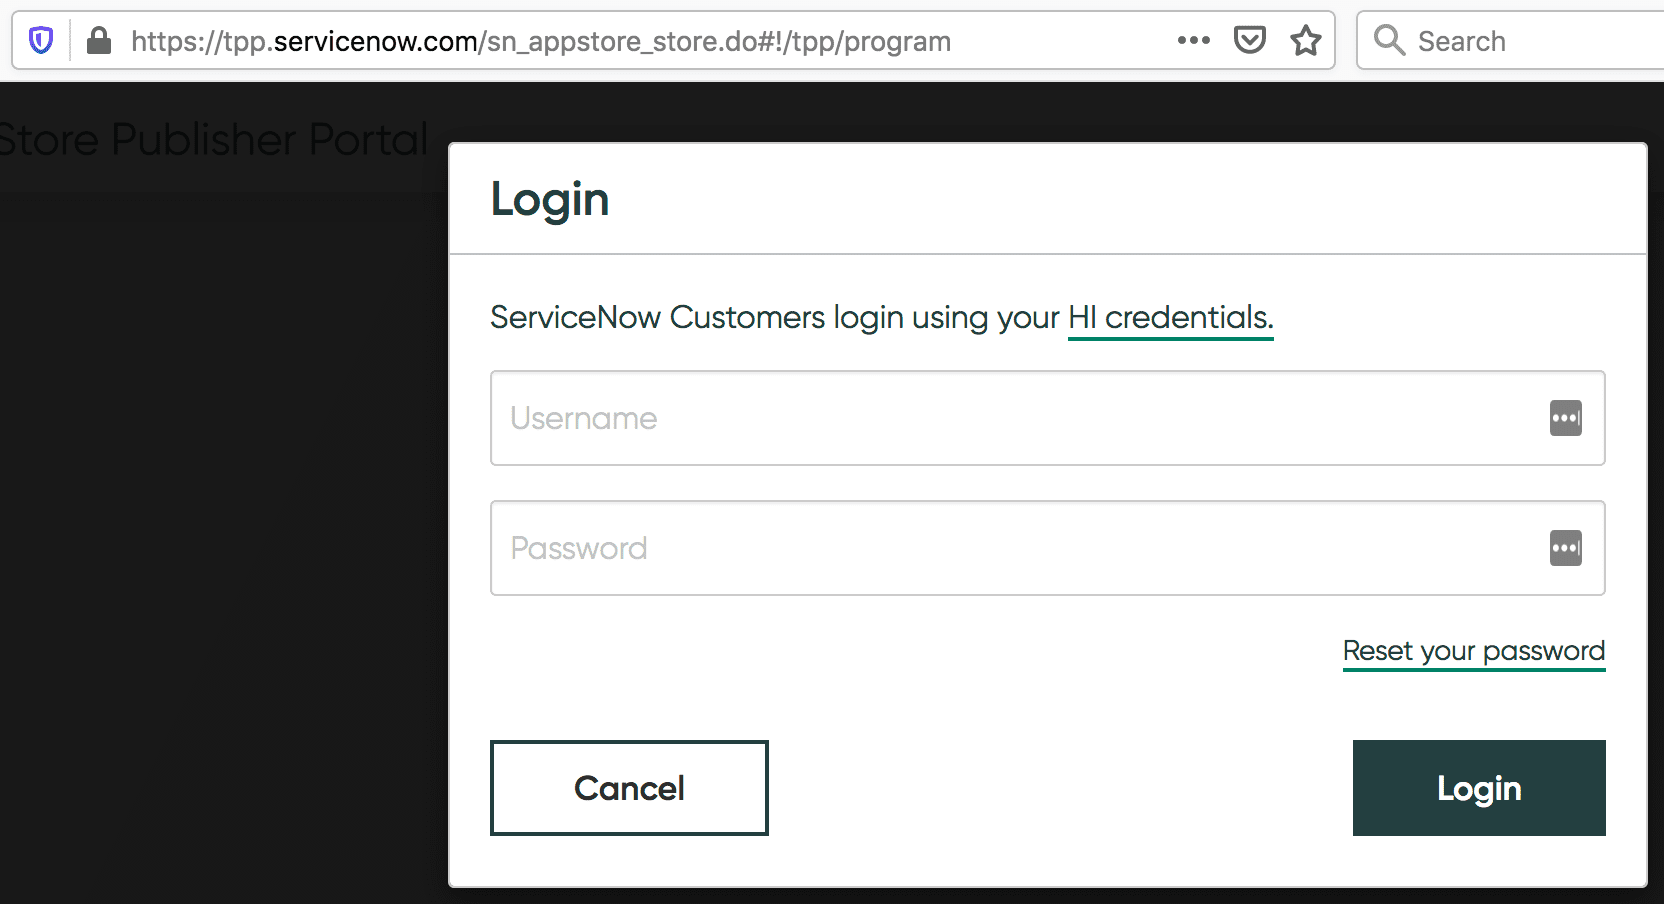 https://tpp.servicenow.com/sn_appstore_store.do#!/tpp/program
Search
Store Publisher Portal
Login
ServiceNow Customers login using your HI credentials.
Username
Password
Reset your password
Cancel
Login